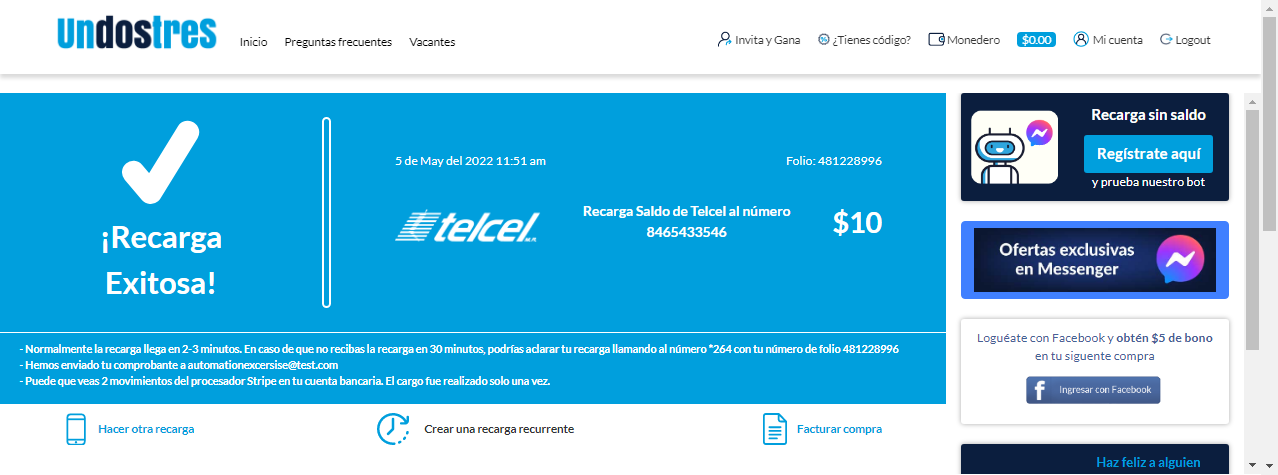 undostres
Inicio Preguntas frecuentes Vacantes
Invita y Gana ¿Tienes código? Monedero $0.00 Mi cuenta Logout
¡Recarga
Exitosa!
5 de May del 2022 11:51 am
Folio: 481228996
telcel M.R.
Recarga Saldo de Telcel al número
8465433546
$10
- Normalmente la recarga llega en 2-3 minutos. En caso de que no recibas la recarga en 30 minutos, podrías aclarar tu recarga llamando al número *264 con tu número de folio 481228996
- Hemos enviado tu comprobante a automationexcersise@test.com
- Puede que veas 2 movimientos del procesador Stripe en tu cuenta bancaria. El cargo fue realizado solo una vez.
Hacer otra recarga
Crear una recarga recurrente
Facturar compra
Recarga sin saldo
Regístrate aquí
y prueba nuestro bot
Ofertas exclusivas
en Messenger
Loguéate con Facebook y obtén $5 de bono
en tu siguente compra
f Ingresar con Facebook
Haz feliz a alguien